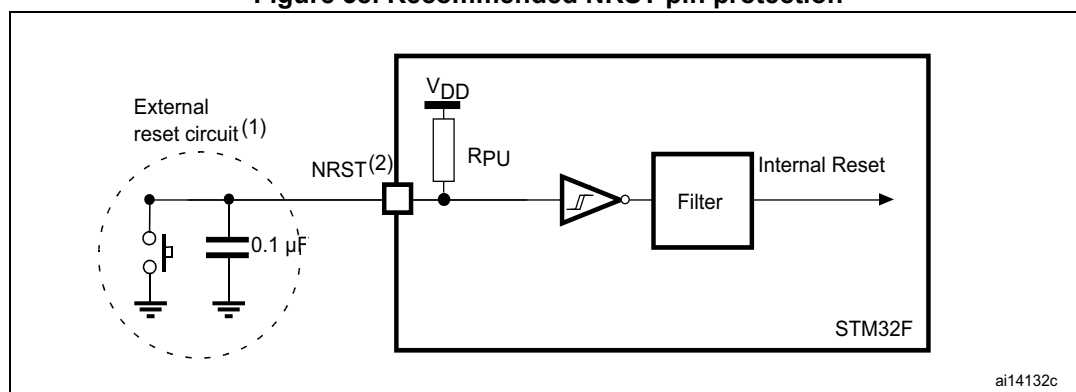 Figure Recommended NRST pin protection
External
reset circuit(1)
VDD
RPU
NRST(2)
Internal Reset
Filter
0.1 µF
STM32F
ai14132c